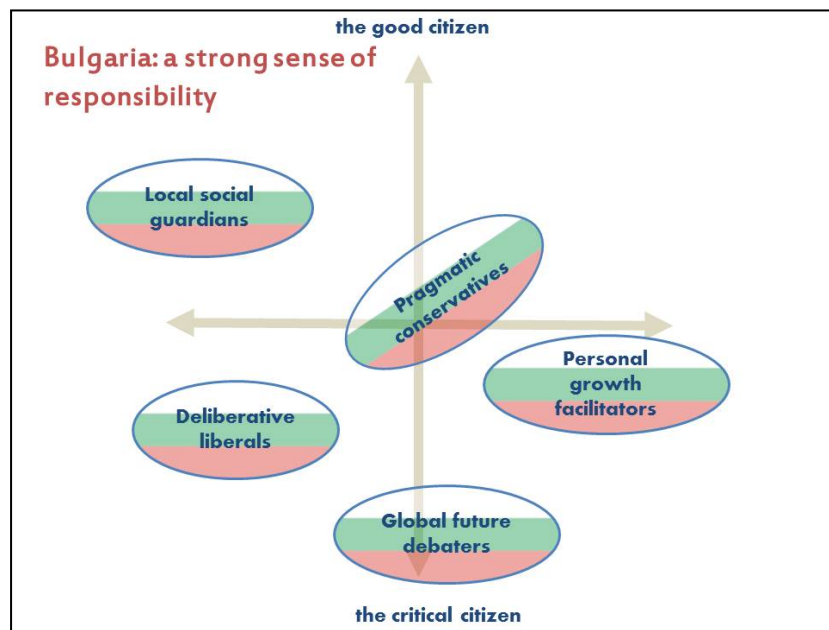 the good citizen
Bulgaria: a strong sense of
responsibility
Local social
guardians
Pragmatic
conservatives
Personal
growth
facilitators
Deliberative
liberals
Global future
debaters
the critical citizen